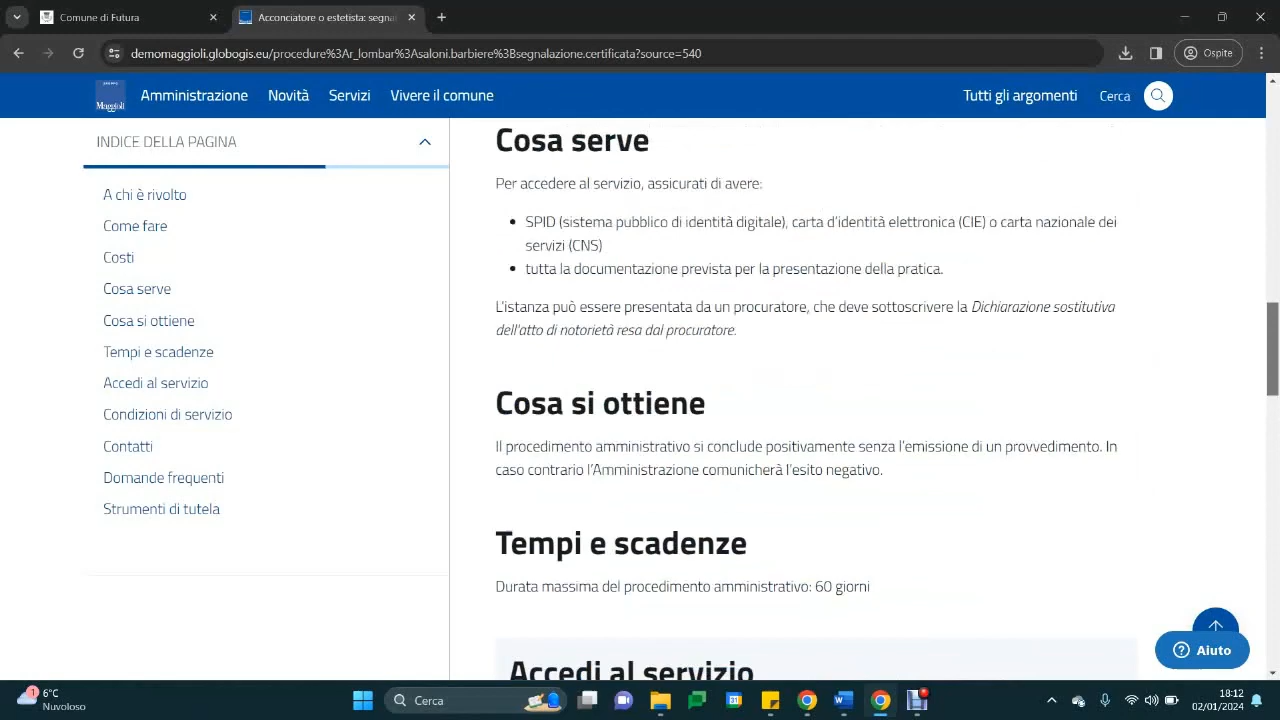 Comune di Futura
Acconciatore o estetista: segnal
demomaggioli.globogis.eu/procedure%3Ar_lombar%3Asaloni.barbiere%3Bsegnalazione.certificata?source=540
Ospite
Maggioli
Amministrazione
Novità
Servizi
Vivere il comune
Tutti gli argomenti
Cerca
INDICE DELLA PAGINA
A chi è rivolto
Come fare
Costi
Cosa serve
Cosa si ottiene
Tempi e scadenze
Accedi al servizio
Condizioni di servizio
Contatti
Domande frequenti
Strumenti di tutela
Cosa serve
Per accedere al servizio, assicurati di avere:
SPID (sistema pubblico di identità digitale), carta d’identità elettronica (CIE) o carta nazionale dei
servizi (CNS)
tutta la documentazione prevista per la presentazione della pratica.
L’istanza può essere presentata da un procuratore, che deve sottoscrivere la Dichiarazione sostitutiva
dell’atto di notorietà resa dal procuratore.
Cosa si ottiene
Il procedimento amministrativo si conclude positivamente senza l’emissione di un provvedimento. In
caso contrario l’Amministrazione comunicherà l’esito negativo.
Tempi e scadenze
Durata massima del procedimento amministrativo: 60 giorni
Accedi al servizio
Aiuto
1
6°C
Nuvoloso
Cerca
31
W
18:12
02/01/2024